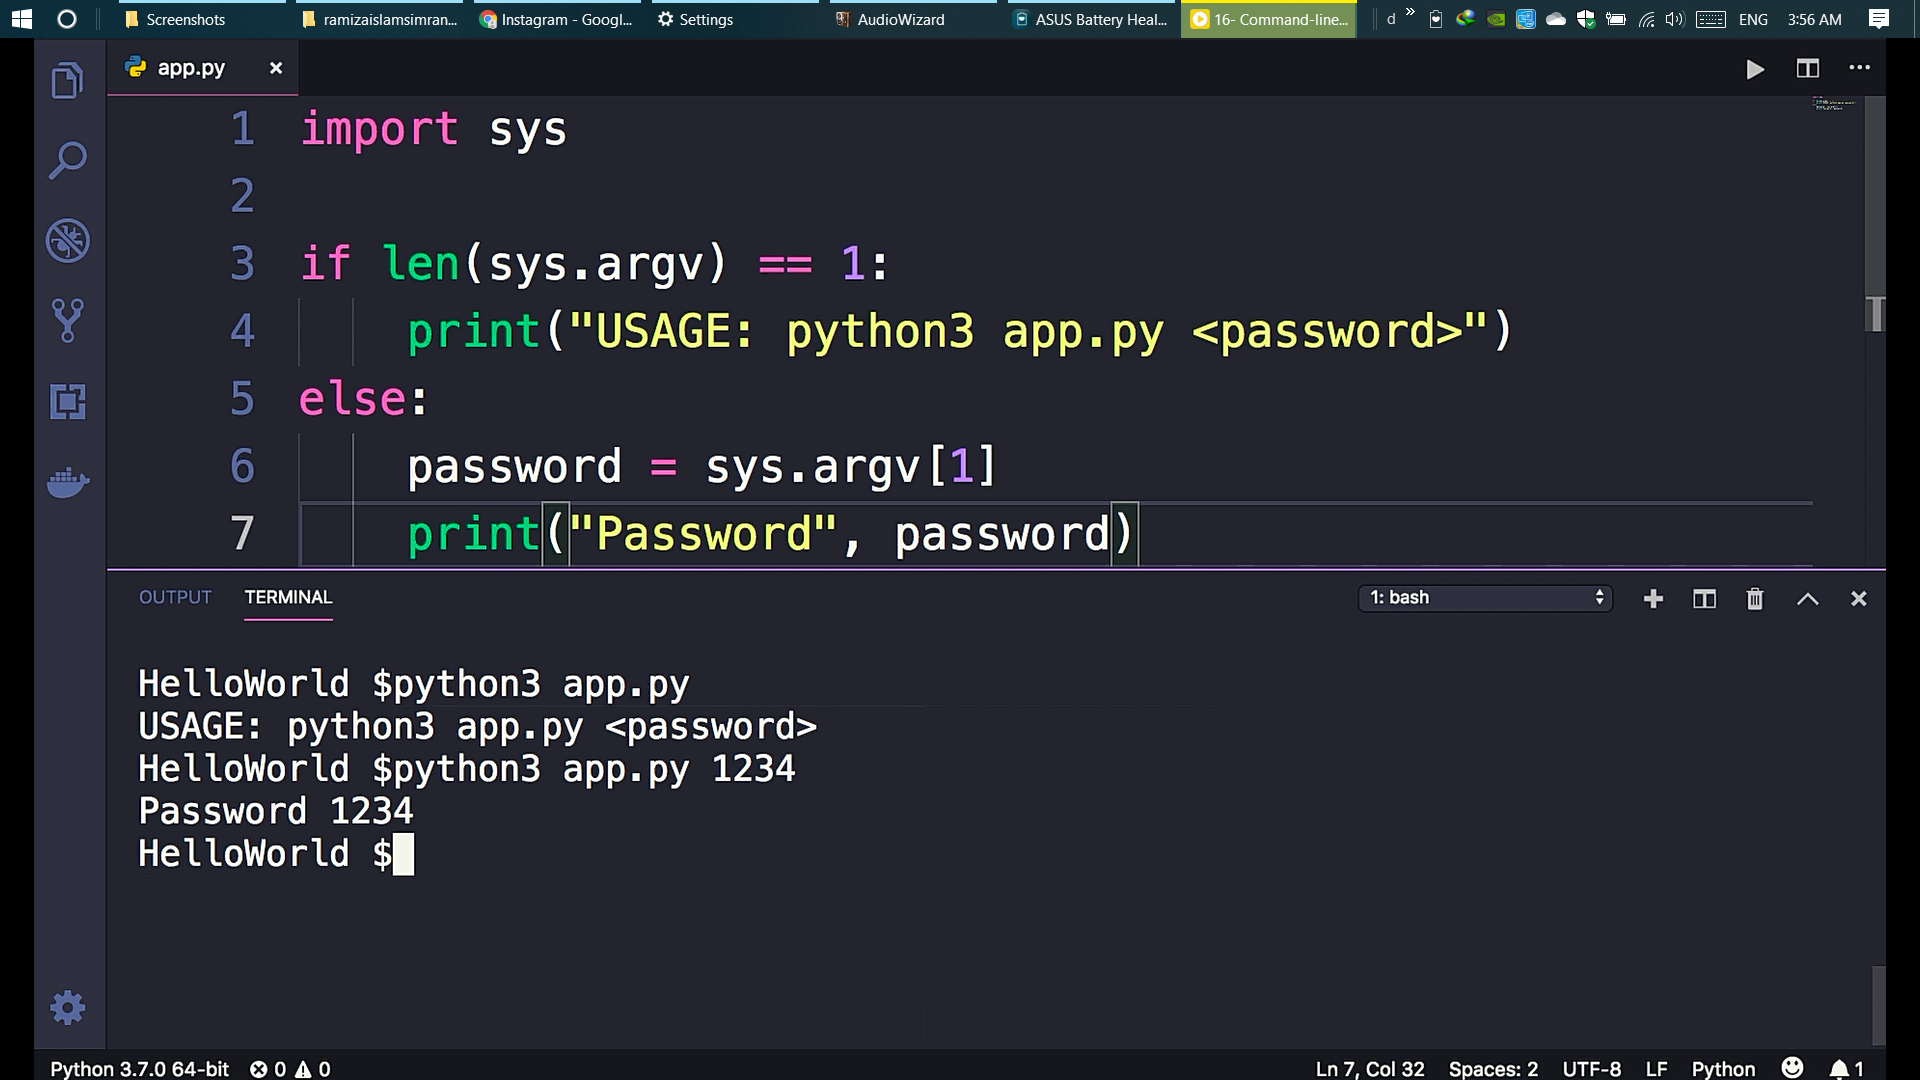 Screenshots
ramizaislamsimran,...
Instagram - Googl...
Settings
AudioWizard
ASUS Battery Heal...
16- Command-line...
d
»
ENG
3:56 AM
app.py
1 import sys
2
3 if len(sys.argv) == 1:
4 print("USAGE: python3 app.py <password>")
5 else:
6 password = sys.argv[1]
7 print("Password", password)
OUTPUT
TERMINAL
1: bash
HelloWorld $python3 app.py
USAGE: python3 app.py <password>
HelloWorld $python3 app.py 1234
Password 1234
HelloWorld $
Python 3.7.0 64-bit
0
0
Ln 7, Col 32
Spaces: 2
UTF-8
LF
Python
1